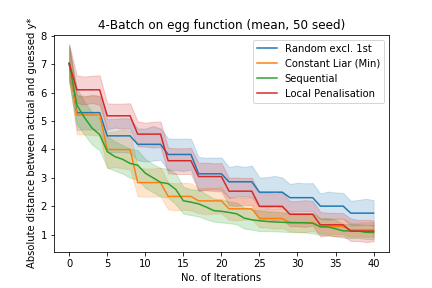 4-Batch on egg function (mean, 50 seed)
Absolute distance between actual and guessed y*
8
7
6
5
4
3
2
1
Random excl. 1st
Constant Liar (Min)
Sequential
Local Penalisation
0 5 10 15 20 25 30 35 40
No. of Iterations